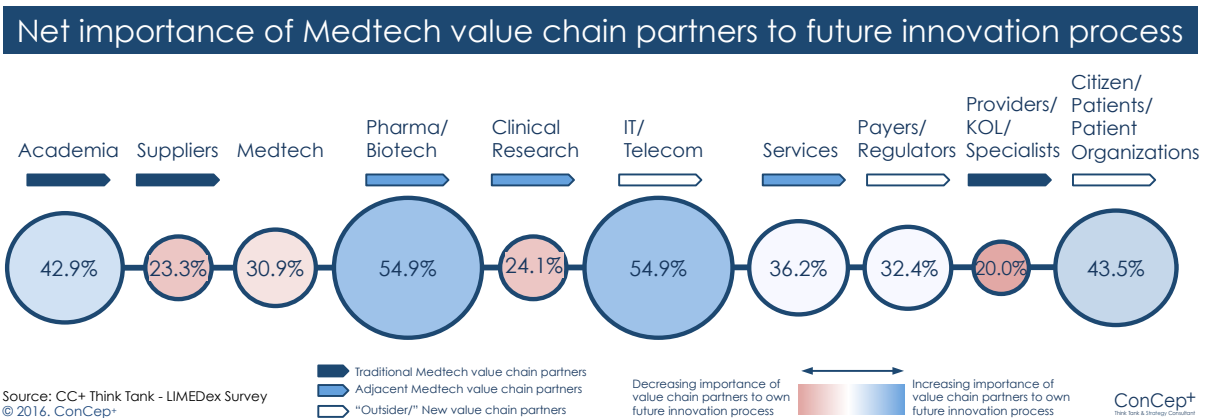 Net importance of Medtech value chain partners to future innovation process
Academia
Suppliers
Medtech
Pharma/
Biotech
Clinical
Research
IT/
Telecom
Services
Payers/
Regulators
Providers/
KOL/
Specialists
Citizen/
Patients/
Patient
Organizations
42.9%
23.3%
30.9%
54.9%
24.1%
54.9%
36.2%
32.4%
20.0%
43.5%
Traditional Medtech value chain partners
Adjacent Medtech value chain partners
"Outsider/" New value chain partners
Decreasing importance of
value chain partners to own
future innovation process
Increasing importance of
value chain partners to own
future innovation process
Source: CC+ Think Tank - LIMEDex Survey
© 2016. ConCep+
ConCep+
Think Tank & Strategy Consultant